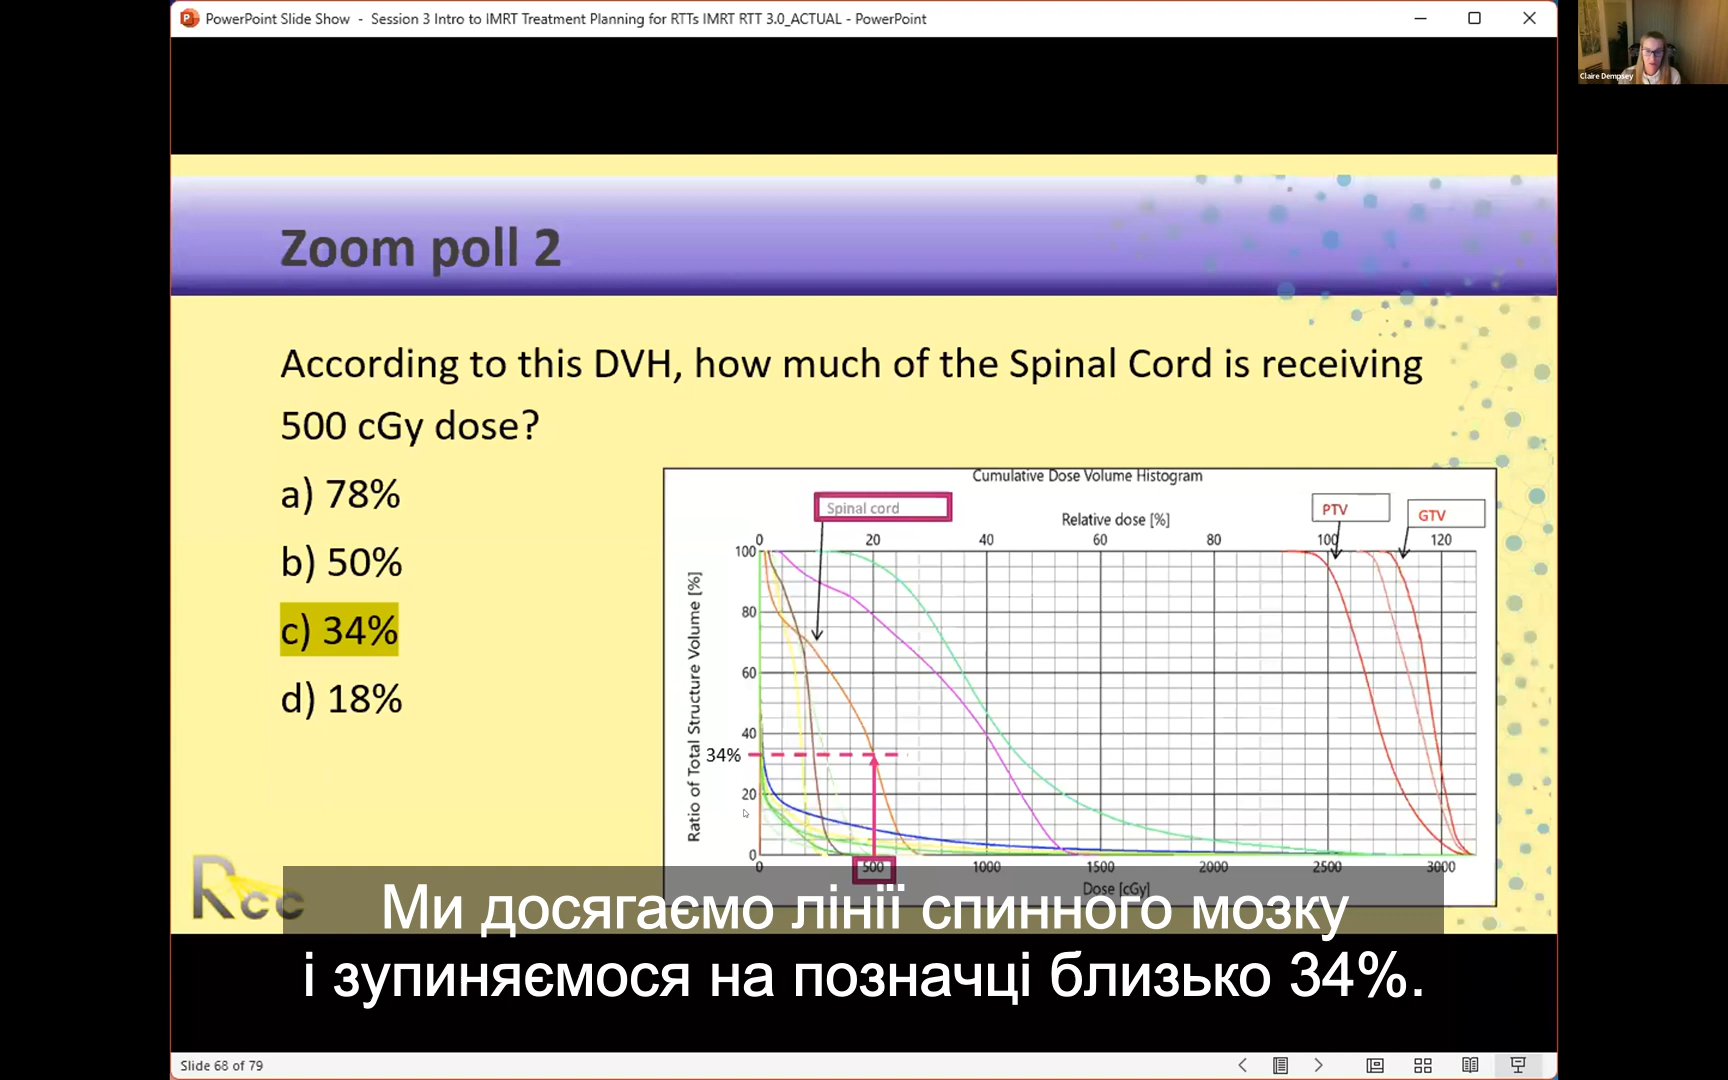 PowerPoint Slide Show - Session 3 Intro to IMRT Treatment Planning for RTTs IMRT RTT 3.0_ACTUAL - PowerPoint
Claire Dempsey
Zoom poll 2
According to this DVH, how much of the Spinal Cord is receiving
500 cGy dose?
a) 78%
b) 50%
c) 34%
d) 18%
Cumulative Dose Volume Histogram
Spinal cord
PTV
GTV
Relative dose [%]
0 20 40 60 80 100 120
Ratio of Total Structure Volume [%]
100
80
60
40
34%
20
0
0 500 1000 1500 2000 2500 3000
Dose [cGy]
Rcc
Ми досягаємо лінії спинного мозку
і зупиняємося на позначці близько 34%.
Slide 68 of 79